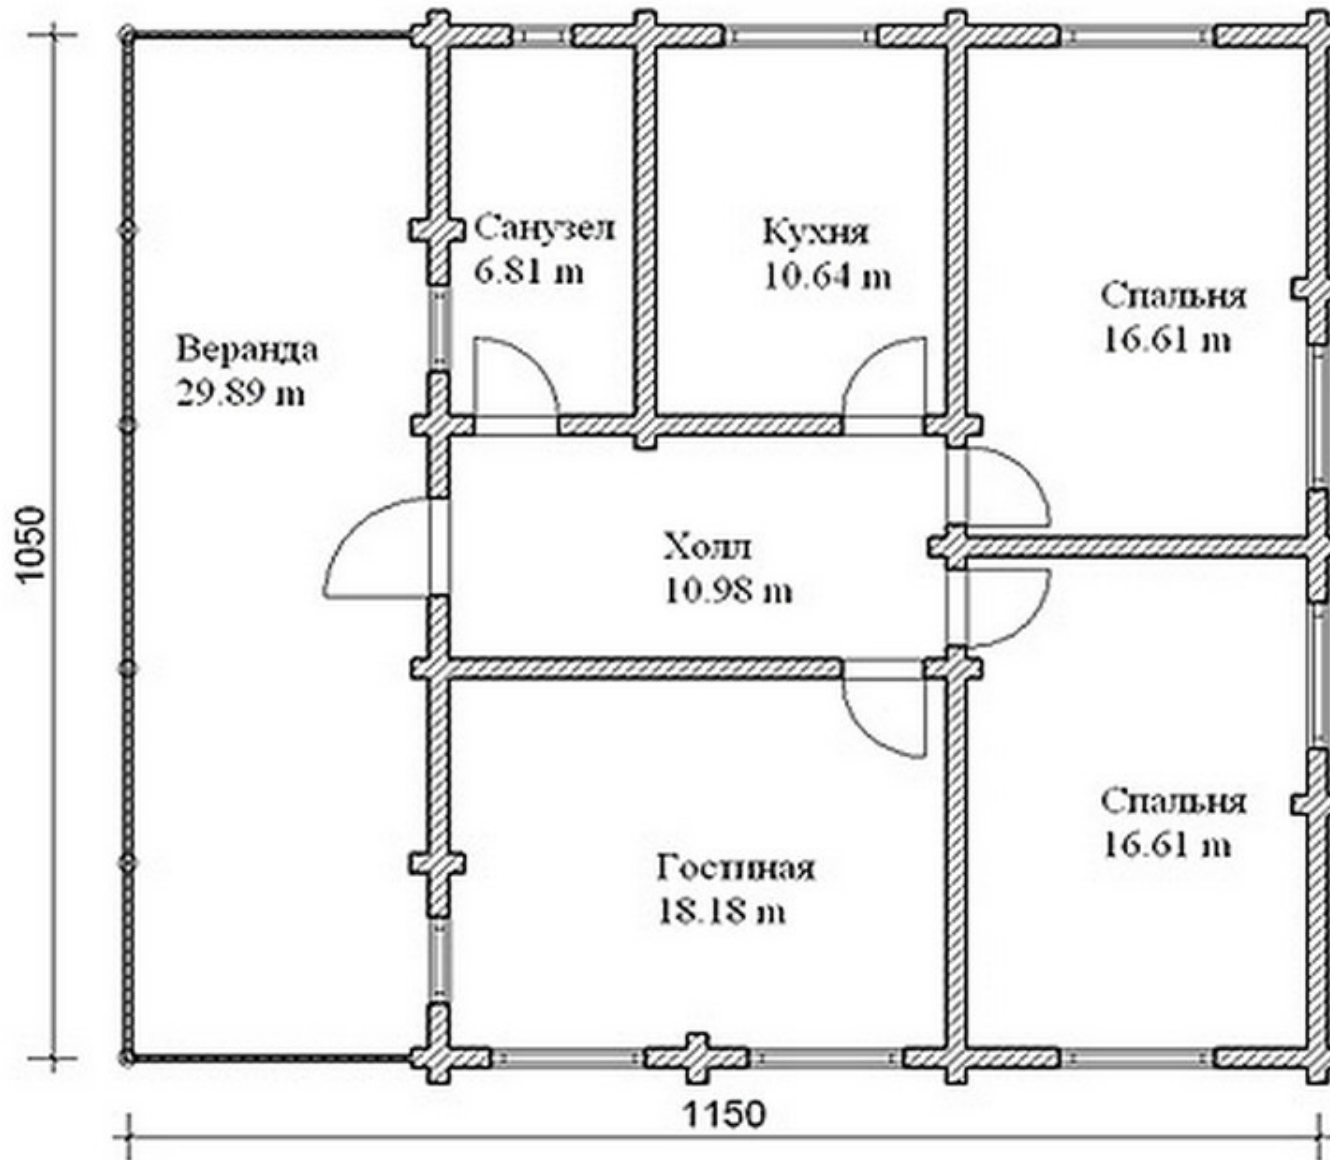 Санузел
6.81 m
Кухня
10.64 m
Спальня
16.61 m
Веранда
29.89 m
1050
Холл
10.98 m
Спальня
16.61 m
Гостиная
18.18 m
1150